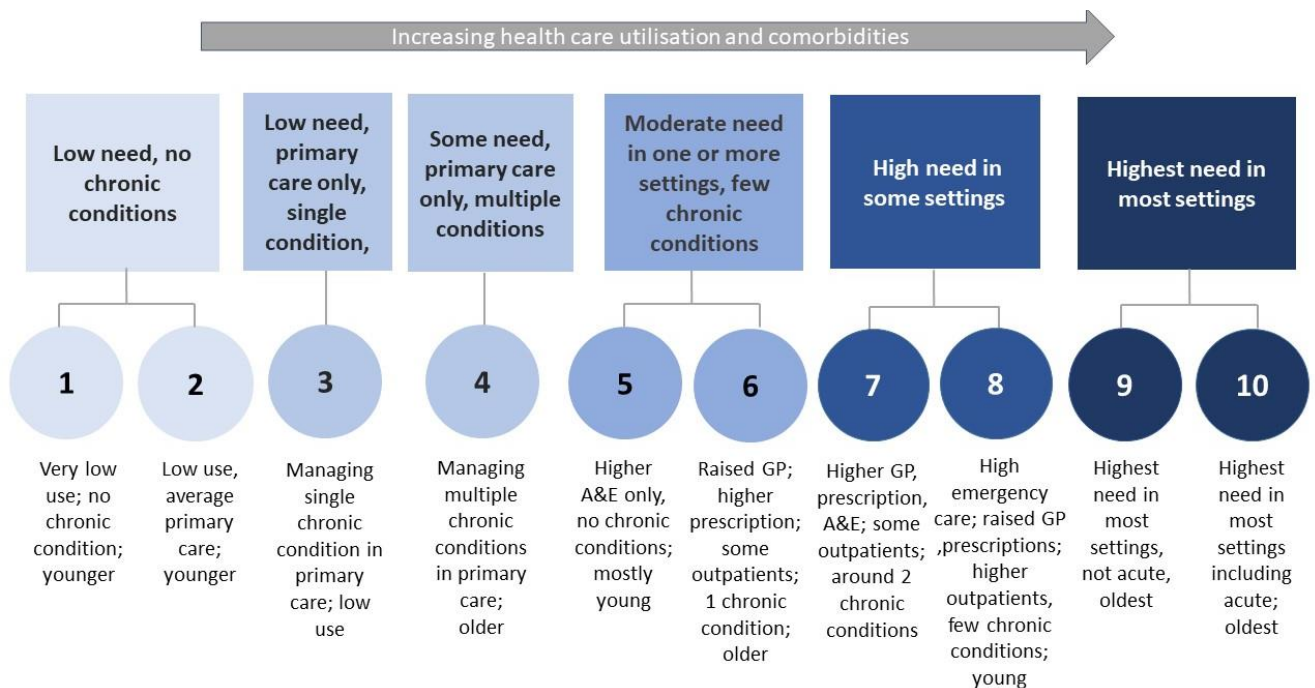 Increasing health care utilisation and comorbidities
Low need, no
chronic
conditions
Low need,
primary
care only,
single
condition,
Some need,
primary care
only, multiple
conditions
Moderate need
in one or more
settings, few
chronic
conditions
High need in
some settings
Highest need in
most settings
1
2
3
4
5
6
7
8
9
10
Very low
use; no
chronic
condition;
younger
Low use,
average
primary
care;
younger
Managing
single
chronic
condition in
primary
care; low
use
Managing
multiple
chronic
conditions
in primary
care;
older
Higher
A&E only,
no chronic
conditions;
mostly
young
Raised GP;
higher
prescription;
some
outpatients;
1 chronic
condition;
older
Higher GP,
prescription,
A&E; some
outpatients;
around 2
chronic
conditions
High
emergency
care; raised GP
,prescriptions;
higher
outpatients,
few chronic
conditions;
young
Highest
need in
most
settings,
not acute,
oldest
Highest
need in
most
settings
including
acute;
oldest